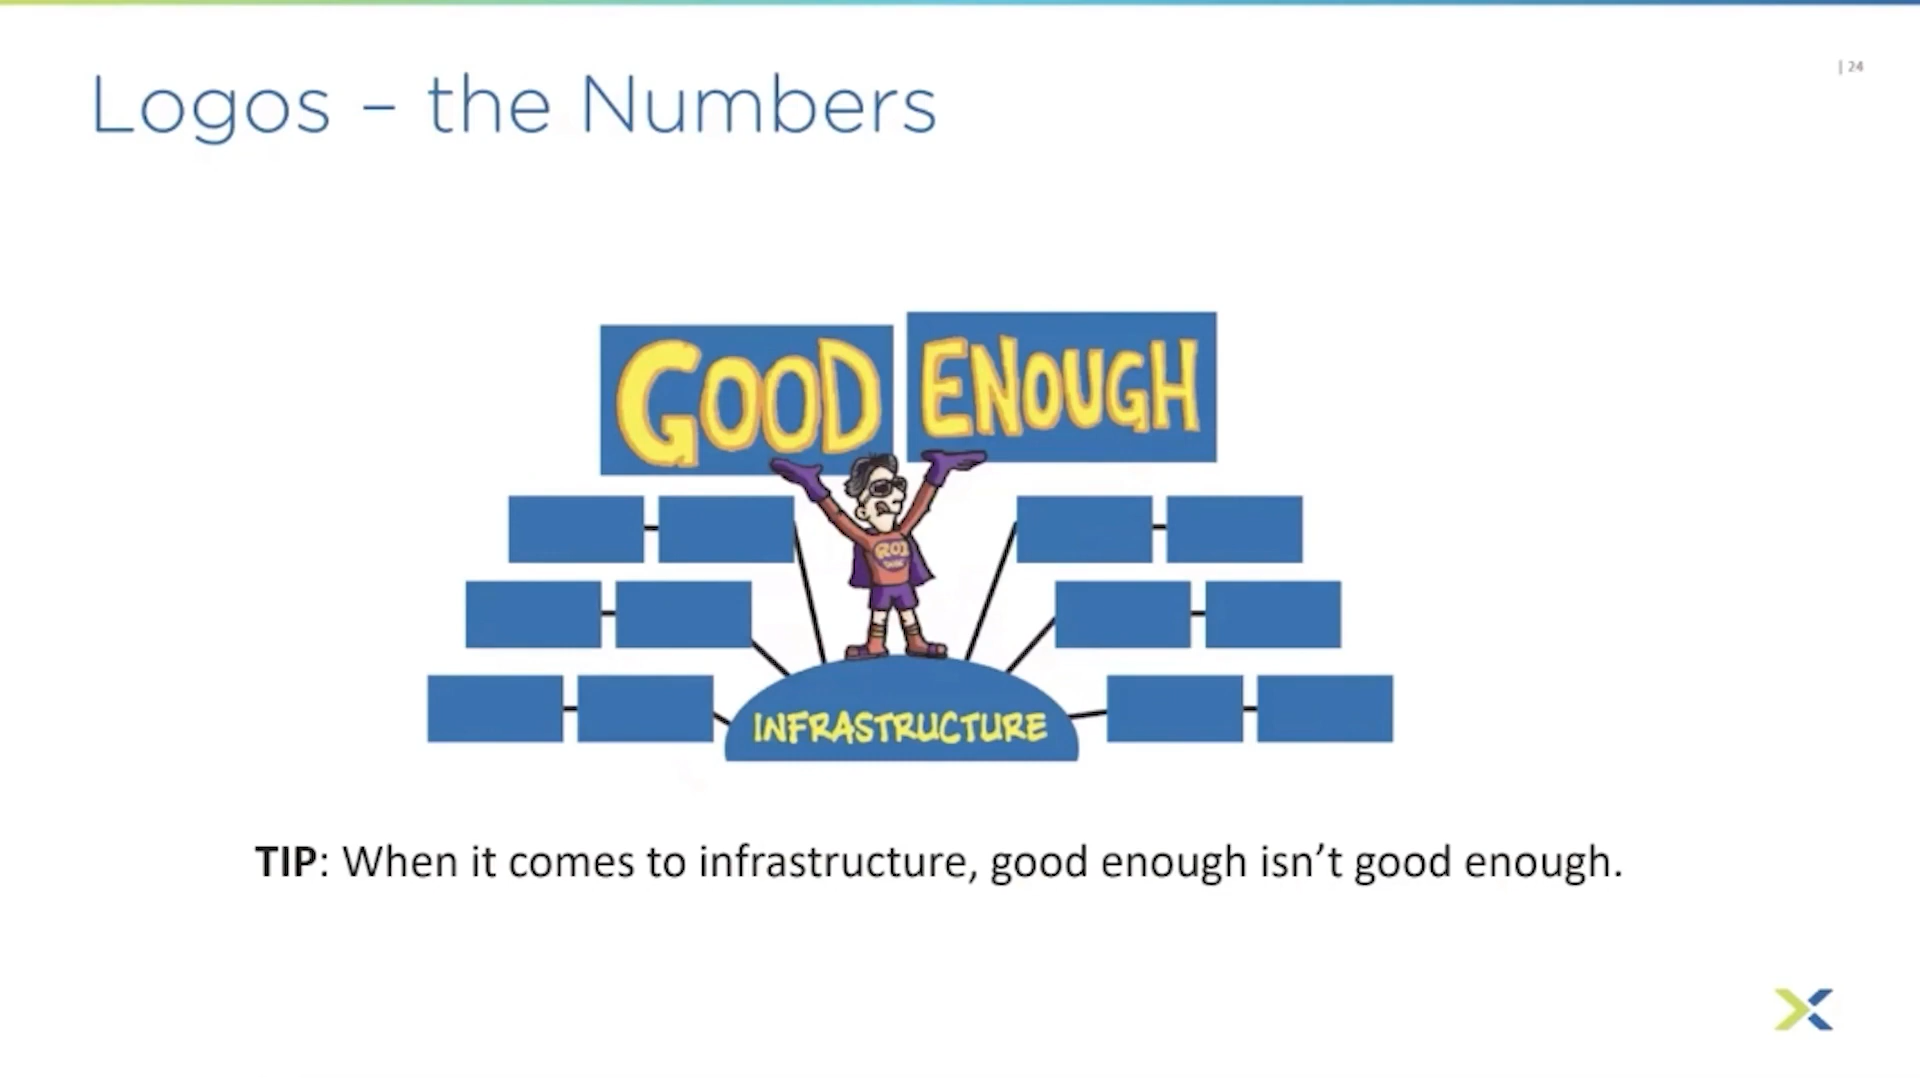 Logos – the Numbers
| 24
GOOD ENOUGH
ROI
INFRASTRUCTURE
TIP: When it comes to infrastructure, good enough isn’t good enough.